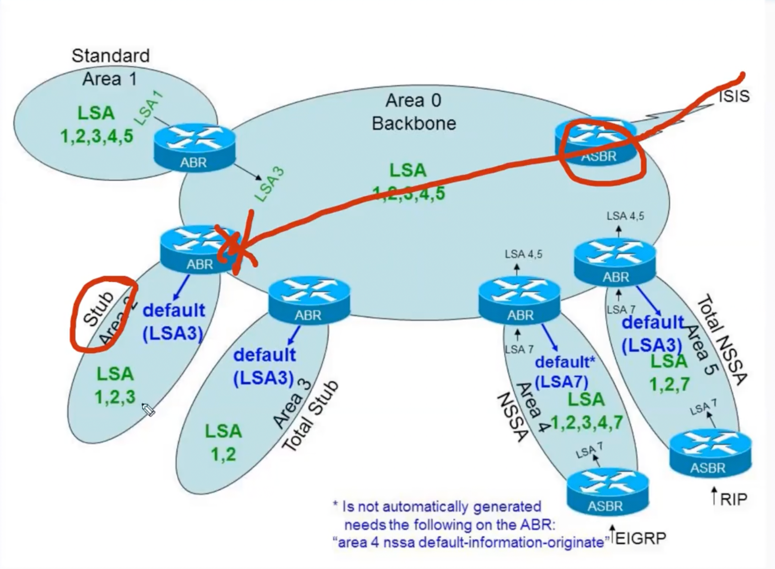 Standard
Area 1
LSA
1,2,3,4,5
LSA1
ABR
LSA3
Area 0
Backbone
LSA
1,2,3,4,5
ASBR
ISIS
ABR
Stub
Area 2
default
(LSA3)
LSA
1,2,3
ABR
default
(LSA3)
Area 3
Total Stub
LSA
1,2
LSA 4,5
ABR
LSA 7
default*
(LSA7)
Area 4
NSSA
LSA
1,2,3,4,7
LSA 7
ASBR
EIGRP
LSA 4,5
ABR
LSA 7
default
(LSA3)
Area 5
Total NSSA
LSA
1,2,7
LSA 7
ASBR
RIP
* Is not automatically generated
needs the following on the ABR:
“area 4 nssa default-information-originate”